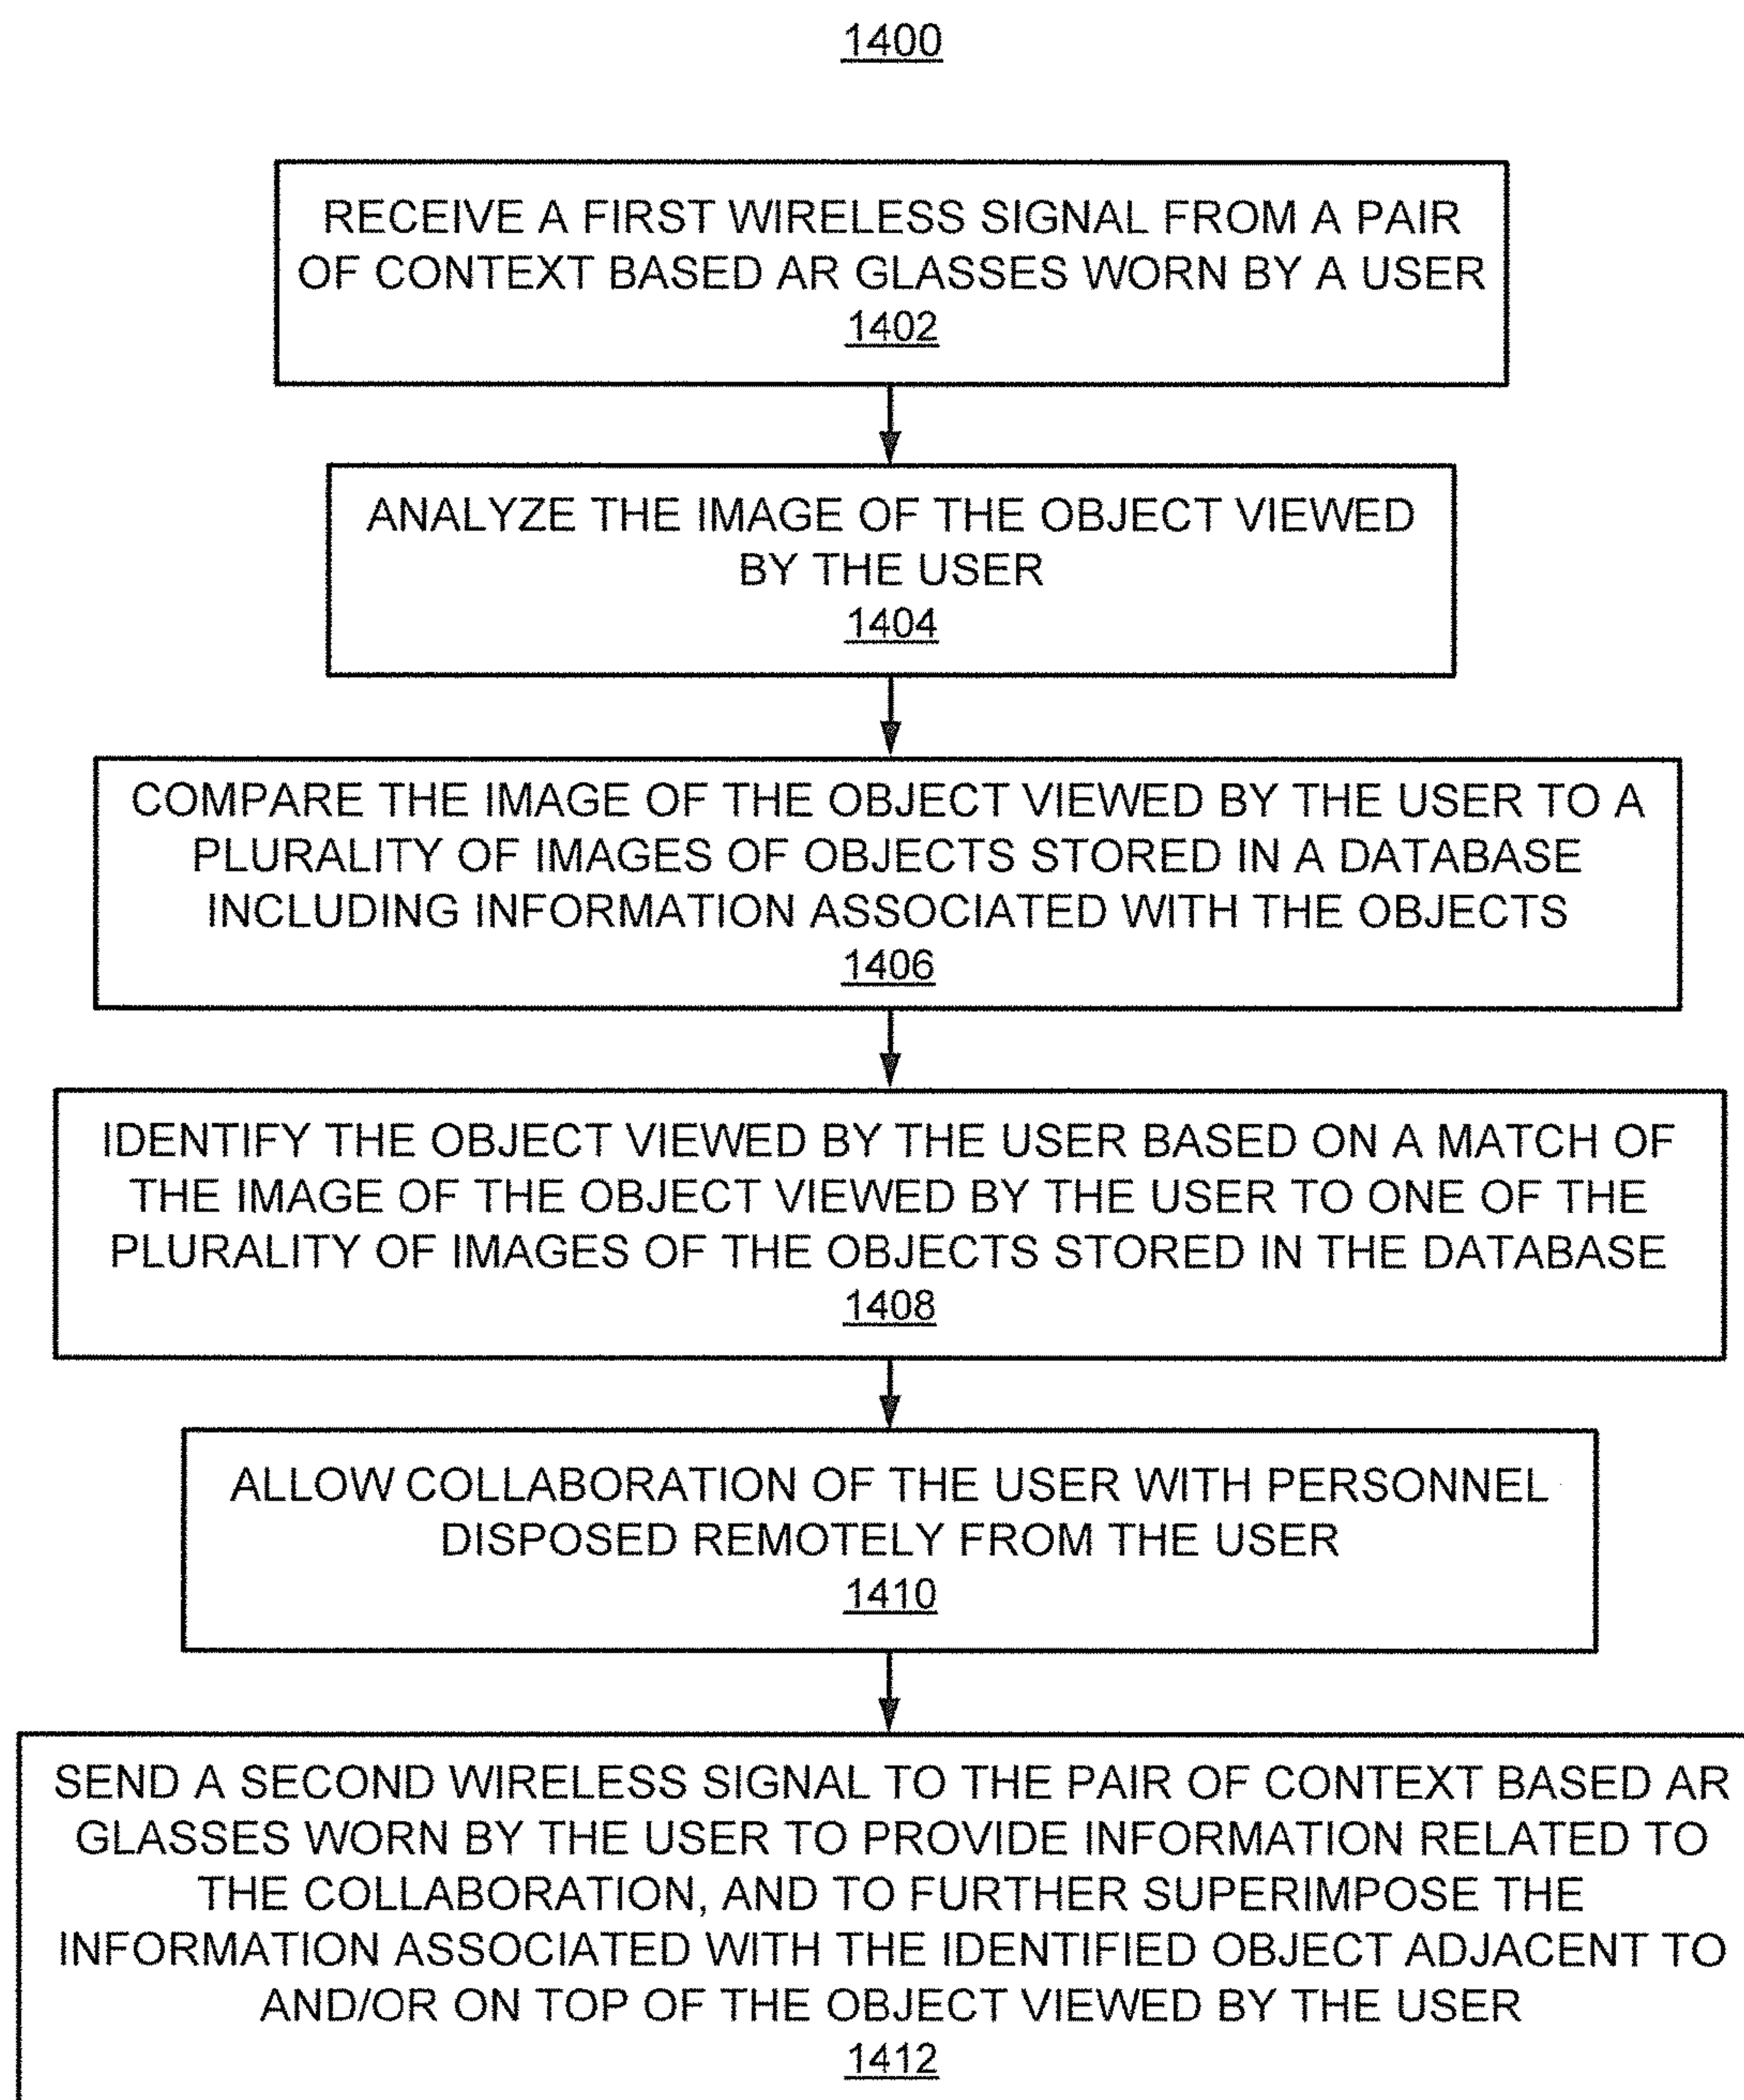 1400
RECEIVE A FIRST WIRELESS SIGNAL FROM A PAIR
OF CONTEXT BASED AR GLASSES WORN BY A USER
1402
ANALYZE THE IMAGE OF THE OBJECT VIEWED
BY THE USER
1404
COMPARE THE IMAGE OF THE OBJECT VIEWED BY THE USER TO A
PLURALITY OF IMAGES OF OBJECTS STORED IN A DATABASE
INCLUDING INFORMATION ASSOCIATED WITH THE OBJECTS
1406
IDENTIFY THE OBJECT VIEWED BY THE USER BASED ON A MATCH OF
THE IMAGE OF THE OBJECT VIEWED BY THE USER TO ONE OF THE
PLURALITY OF IMAGES OF THE OBJECTS STORED IN THE DATABASE
1408
ALLOW COLLABORATION OF THE USER WITH PERSONNEL
DISPOSED REMOTELY FROM THE USER
1410
SEND A SECOND WIRELESS SIGNAL TO THE PAIR OF CONTEXT BASED AR
GLASSES WORN BY THE USER TO PROVIDE INFORMATION RELATED TO
THE COLLABORATION, AND TO FURTHER SUPERIMPOSE THE
INFORMATION ASSOCIATED WITH THE IDENTIFIED OBJECT ADJACENT TO
AND/OR ON TOP OF THE OBJECT VIEWED BY THE USER
1412